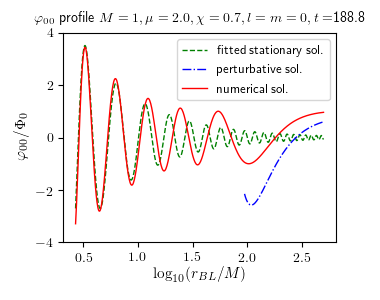 φ₀₀ profile M = 1, μ = 2.0, χ = 0.7, l = m = 0, t =188.8
fitted stationary sol.
perturbative sol.
numerical sol.
φ₀₀/Φ₀
4
2
0
−2
−4
0.5 1.0 1.5 2.0 2.5
log₁₀(r_BL/M)